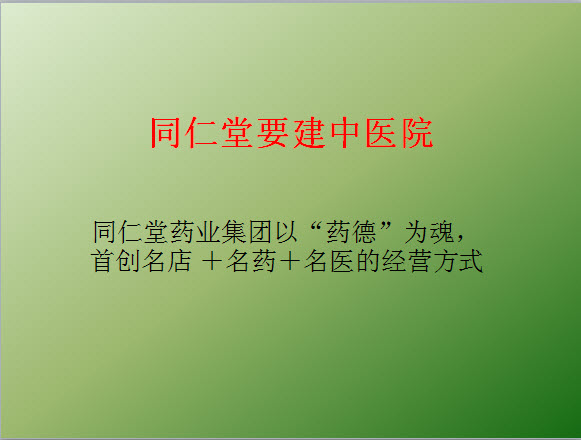 同仁堂要建中医院
同仁堂药业集团以“药德”为魂，
首创名店 ＋名药＋名医的经营方式